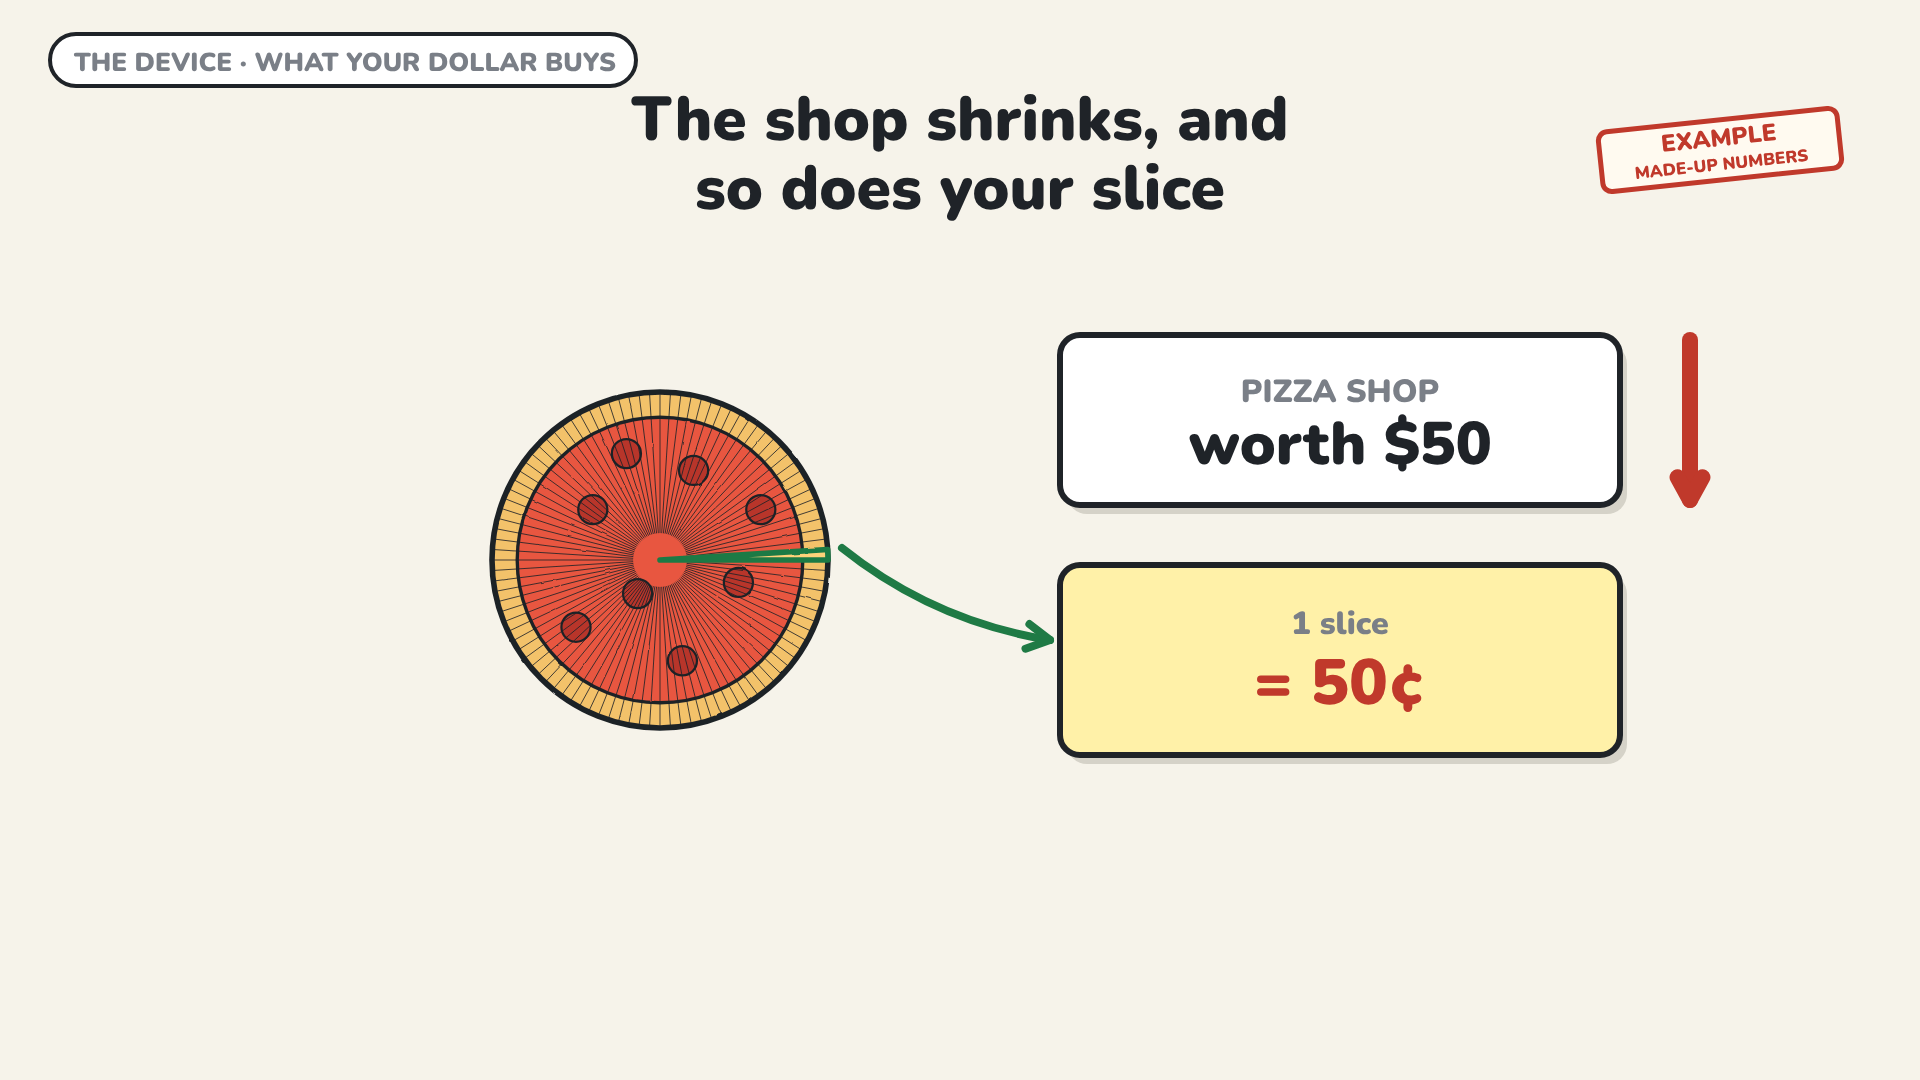 THE DEVICE · WHAT YOUR DOLLAR BUYS
The shop shrinks, and
so does your slice
EXAMPLE
MADE-UP NUMBERS
PIZZA SHOP
worth $50
1 slice
= 50¢